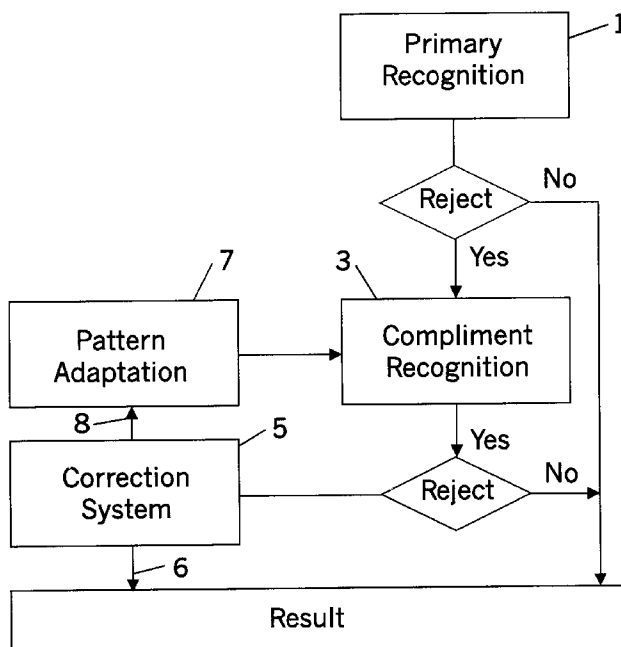 1
Primary
Recognition
Reject
No
Yes
7
3
Pattern
Adaptation
Compliment
Recognition
8
5
Yes
Correction
System
Reject
No
6
Result